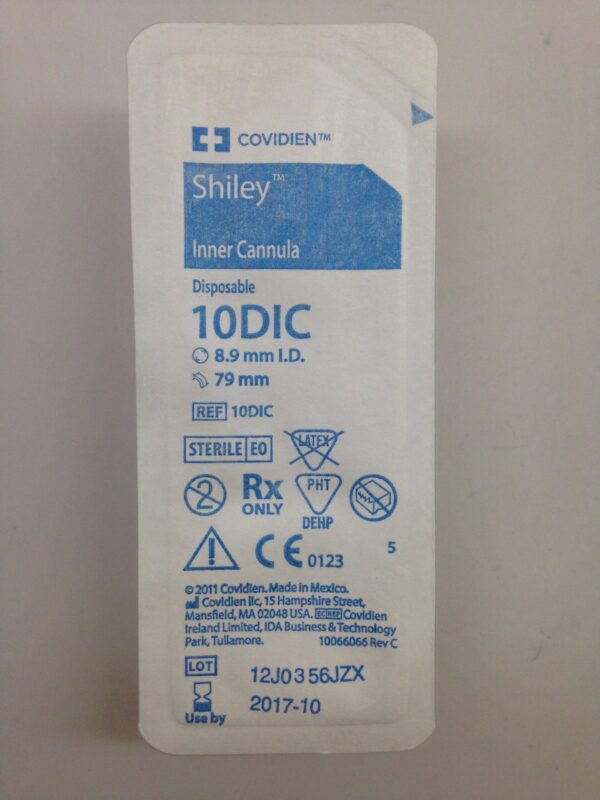 COVIDIEN™
Shiley™
Inner Cannula
Disposable
10DIC
8.9 mm I.D.
79 mm
REF 10DIC
STERILE EO LATEX
2 Rx ONLY PHT DEHP
CE 0123 5
© 2011 Covidien. Made in Mexico.
Covidien llc, 15 Hampshire Street,
Mansfield, MA 02048 USA. EC REP Covidien
Ireland Limited, IDA Business & Technology
Park, Tullamore. 10066066 Rev C
LOT 12J0356JZX
Use by 2017-10